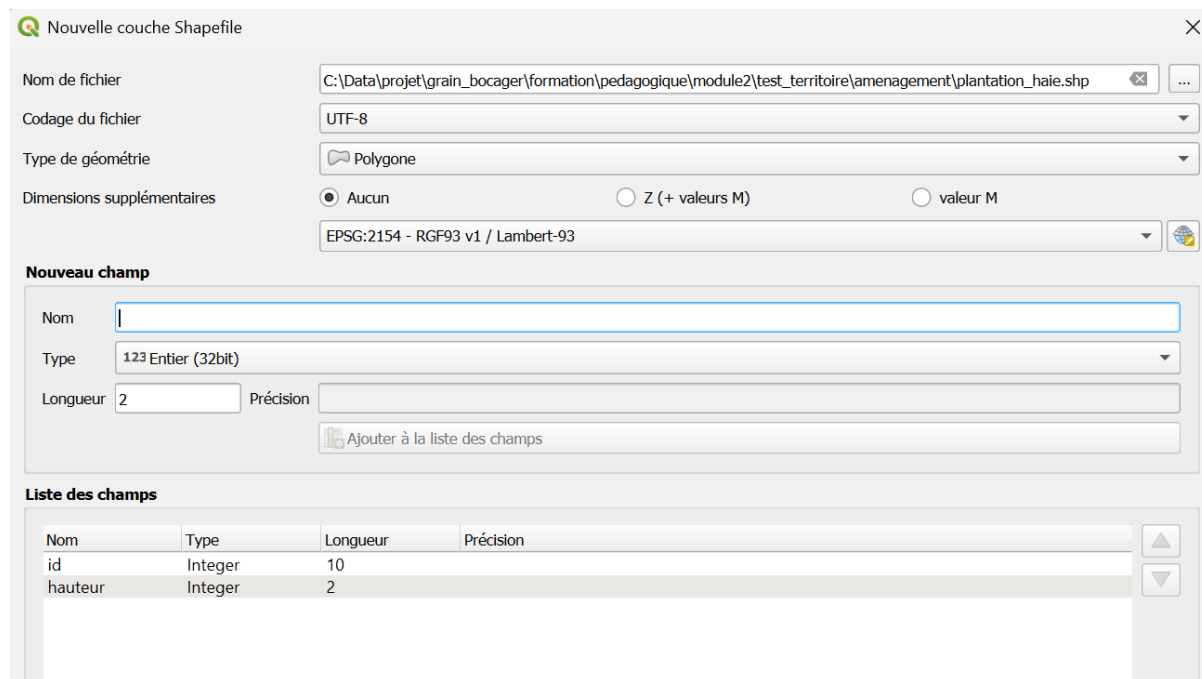 Nouvelle couche Shapefile
Nom de fichier C:\Data\projet\grain_bocager\formation\pedagogique\module2\test_territoire\amenagement\plantation_haie.shp ...
Codage du fichier UTF-8
Type de géométrie Polygone
Dimensions supplémentaires Aucun Z (+ valeurs M) valeur M
EPSG:2154 - RGF93 v1 / Lambert-93
Nouveau champ
Nom
Type 123 Entier (32bit)
Longueur 2 Précision
Ajouter à la liste des champs
Liste des champs
Nom Type Longueur Précision
id Integer 10
hauteur Integer 2